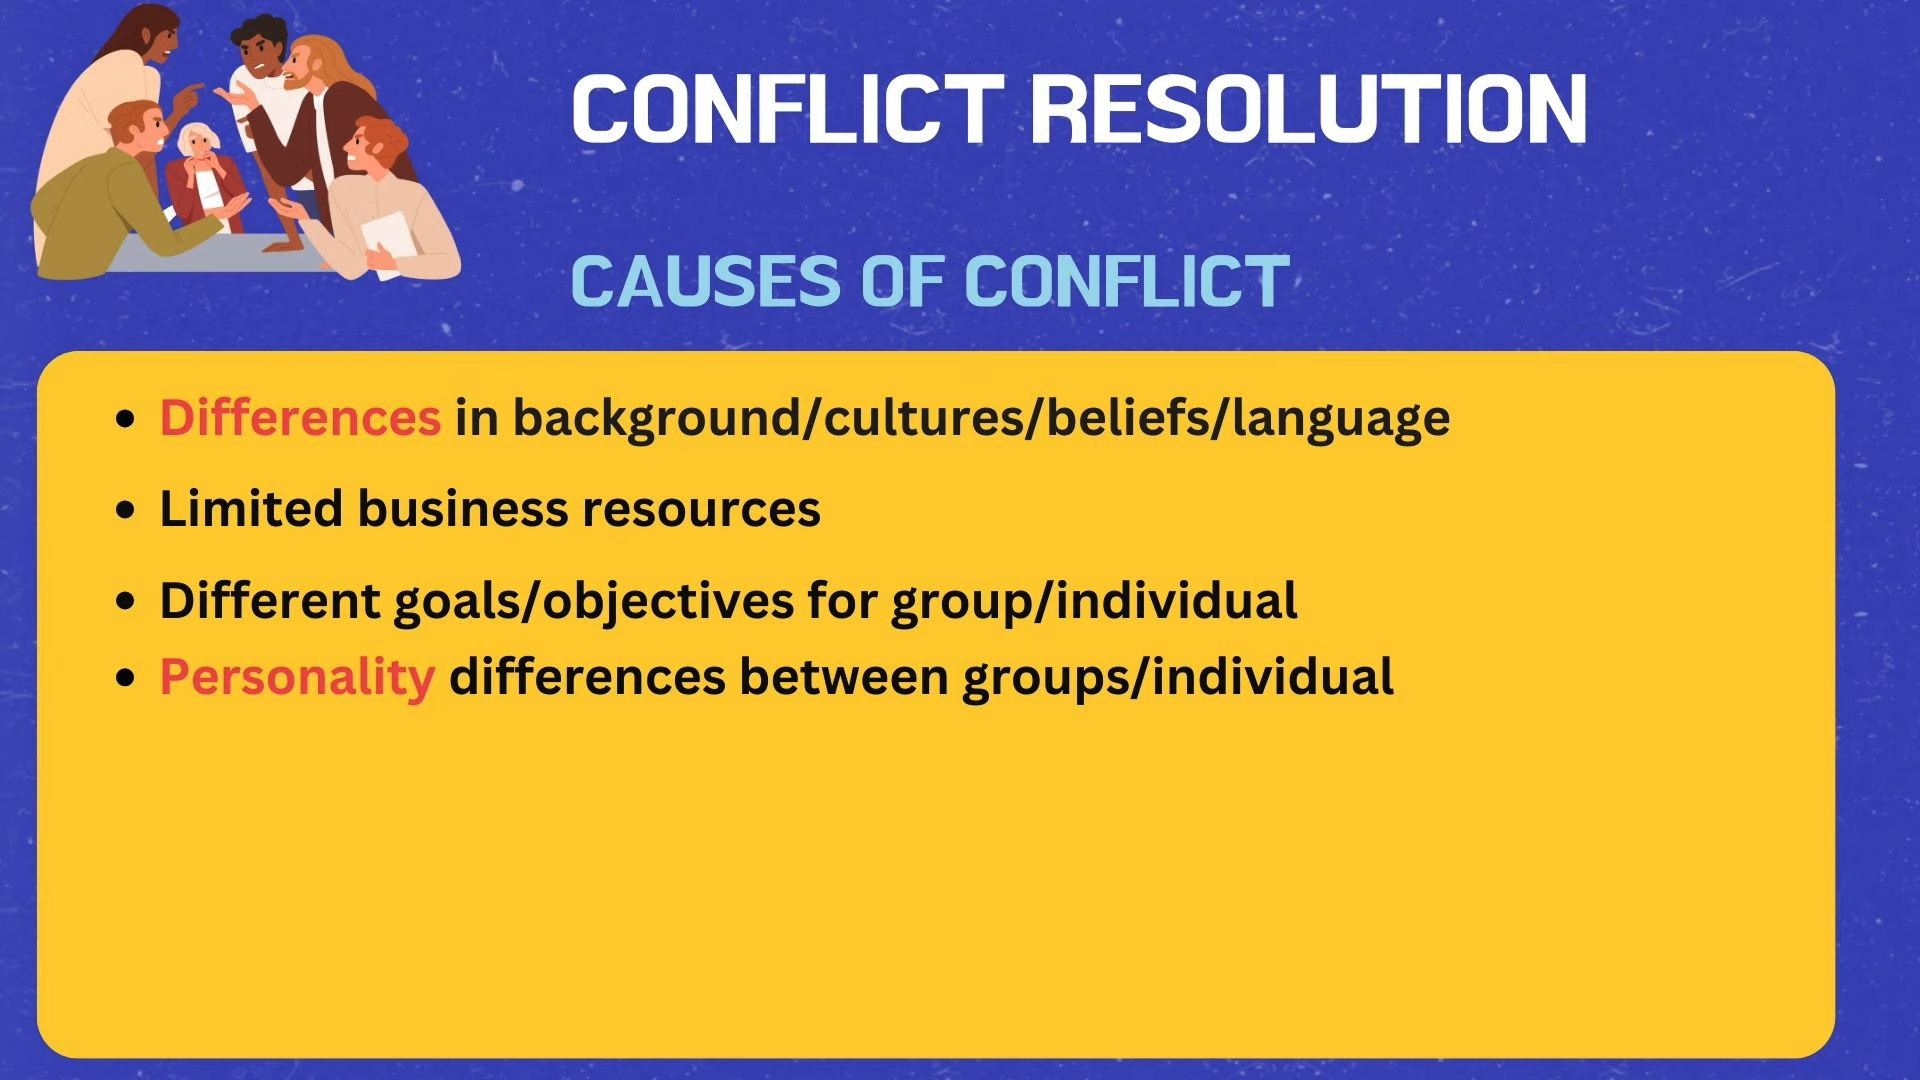 CONFLICT RESOLUTION
CAUSES OF CONFLICT
• Differences in background/cultures/beliefs/language
• Limited business resources
• Different goals/objectives for group/individual
• Personality differences between groups/individual